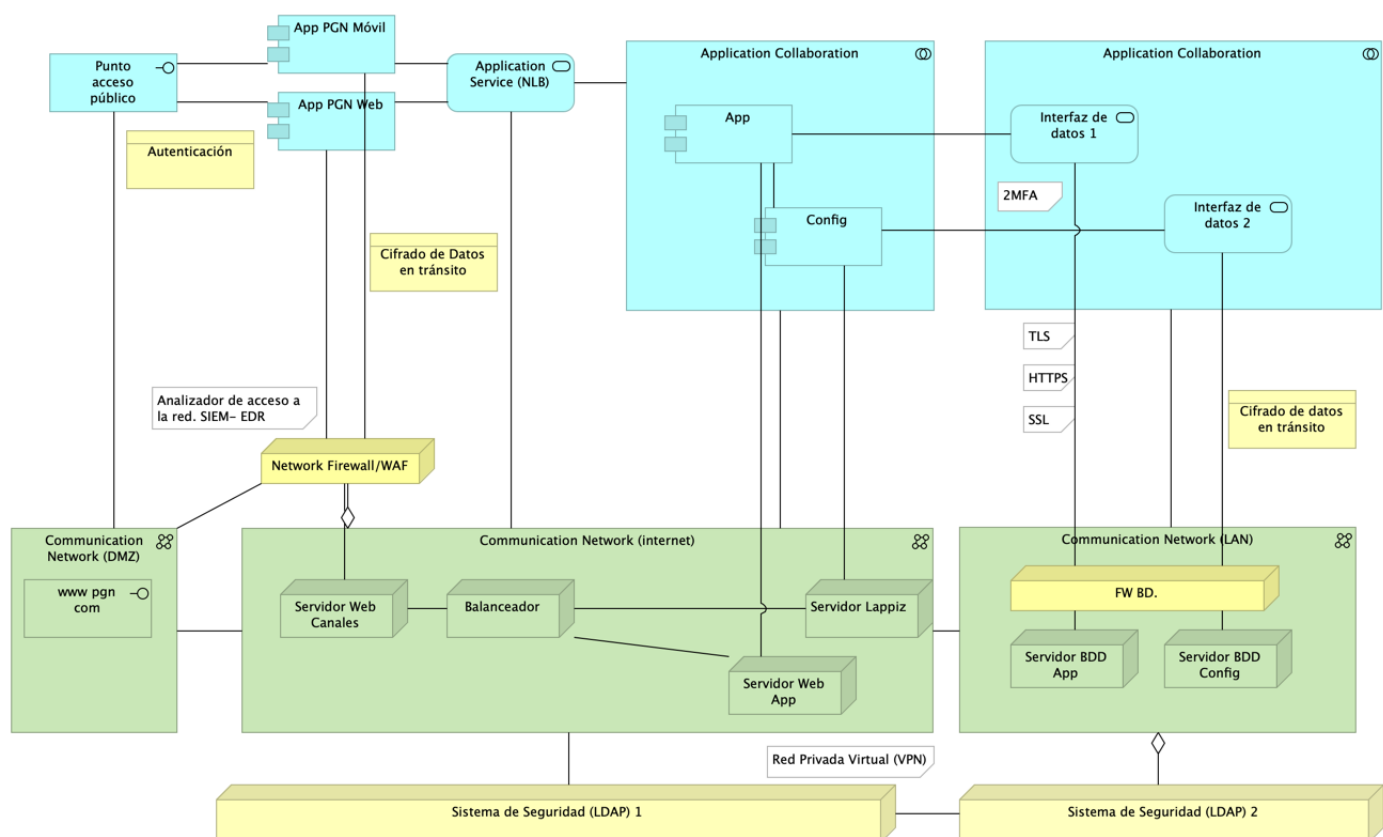 App PGN Móvil
Punto
acceso
público
Application
Service (NLB)
App PGN Web
Autenticación
Cifrado de Datos
en tránsito
Application Collaboration
App
Config
Application Collaboration
Interfaz de
datos 1
2MFA
Interfaz de
datos 2
TLS
HTTPS
SSL
Cifrado de datos
en tránsito
Analizador de acceso a
la red. SIEM- EDR
Network Firewall/WAF
Communication
Network (DMZ)
www pgn
com
Communication Network (internet)
Servidor Web
Canales
Balanceador
Servidor Lappiz
Servidor Web
App
Communication Network (LAN)
FW BD.
Servidor BDD
App
Servidor BDD
Config
Red Privada Virtual (VPN)
Sistema de Seguridad (LDAP) 1
Sistema de Seguridad (LDAP) 2